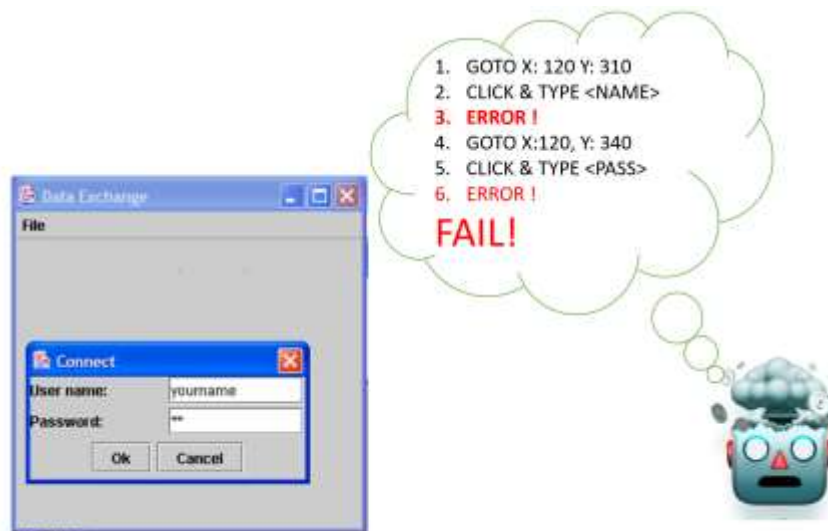 1. GOTO X: 120 Y: 310
2. CLICK & TYPE <NAME>
3. ERROR !
4. GOTO X:120, Y: 340
5. CLICK & TYPE <PASS>
6. ERROR !
FAIL!
Data Exchange
File
Connect
User name: yourname
Password: **
Ok Cancel